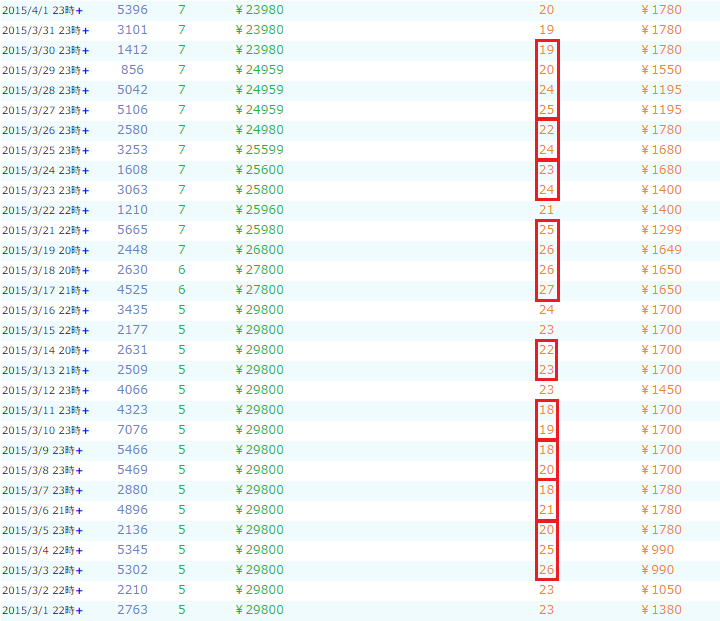 2015/4/1 23時+ 5396 7 ¥23980 20 ¥1780
2015/3/31 23時+ 3101 7 ¥23980 19 ¥1780
2015/3/30 23時+ 1412 7 ¥23980 19 ¥1780
2015/3/29 23時+ 856 7 ¥24959 20 ¥1550
2015/3/28 23時+ 5042 7 ¥24959 24 ¥1195
2015/3/27 23時+ 5106 7 ¥24959 25 ¥1195
2015/3/26 23時+ 2580 7 ¥24980 22 ¥1780
2015/3/25 23時+ 3253 7 ¥25599 24 ¥1680
2015/3/24 23時+ 1608 7 ¥25600 23 ¥1680
2015/3/23 23時+ 3063 7 ¥25800 24 ¥1400
2015/3/22 22時+ 1210 7 ¥25960 21 ¥1400
2015/3/21 22時+ 5665 7 ¥25980 25 ¥1299
2015/3/19 20時+ 2448 7 ¥26800 26 ¥1649
2015/3/18 20時+ 2630 6 ¥27800 26 ¥1650
2015/3/17 21時+ 4525 6 ¥27800 27 ¥1650
2015/3/16 22時+ 3435 5 ¥29800 24 ¥1700
2015/3/15 22時+ 2177 5 ¥29800 23 ¥1700
2015/3/14 20時+ 2631 5 ¥29800 22 ¥1700
2015/3/13 21時+ 2509 5 ¥29800 23 ¥1700
2015/3/12 23時+ 4066 5 ¥29800 23 ¥1450
2015/3/11 23時+ 4323 5 ¥29800 18 ¥1700
2015/3/10 23時+ 7076 5 ¥29800 19 ¥1700
2015/3/9 23時+ 5466 5 ¥29800 18 ¥1700
2015/3/8 23時+ 5469 5 ¥29800 20 ¥1700
2015/3/7 23時+ 2880 5 ¥29800 18 ¥1780
2015/3/6 21時+ 4896 5 ¥29800 21 ¥1780
2015/3/5 23時+ 2136 5 ¥29800 20 ¥1780
2015/3/4 22時+ 5345 5 ¥29800 25 ¥990
2015/3/3 22時+ 5302 5 ¥29800 26 ¥990
2015/3/2 22時+ 2210 5 ¥29800 23 ¥1050
2015/3/1 22時+ 2763 5 ¥29800 23 ¥1380